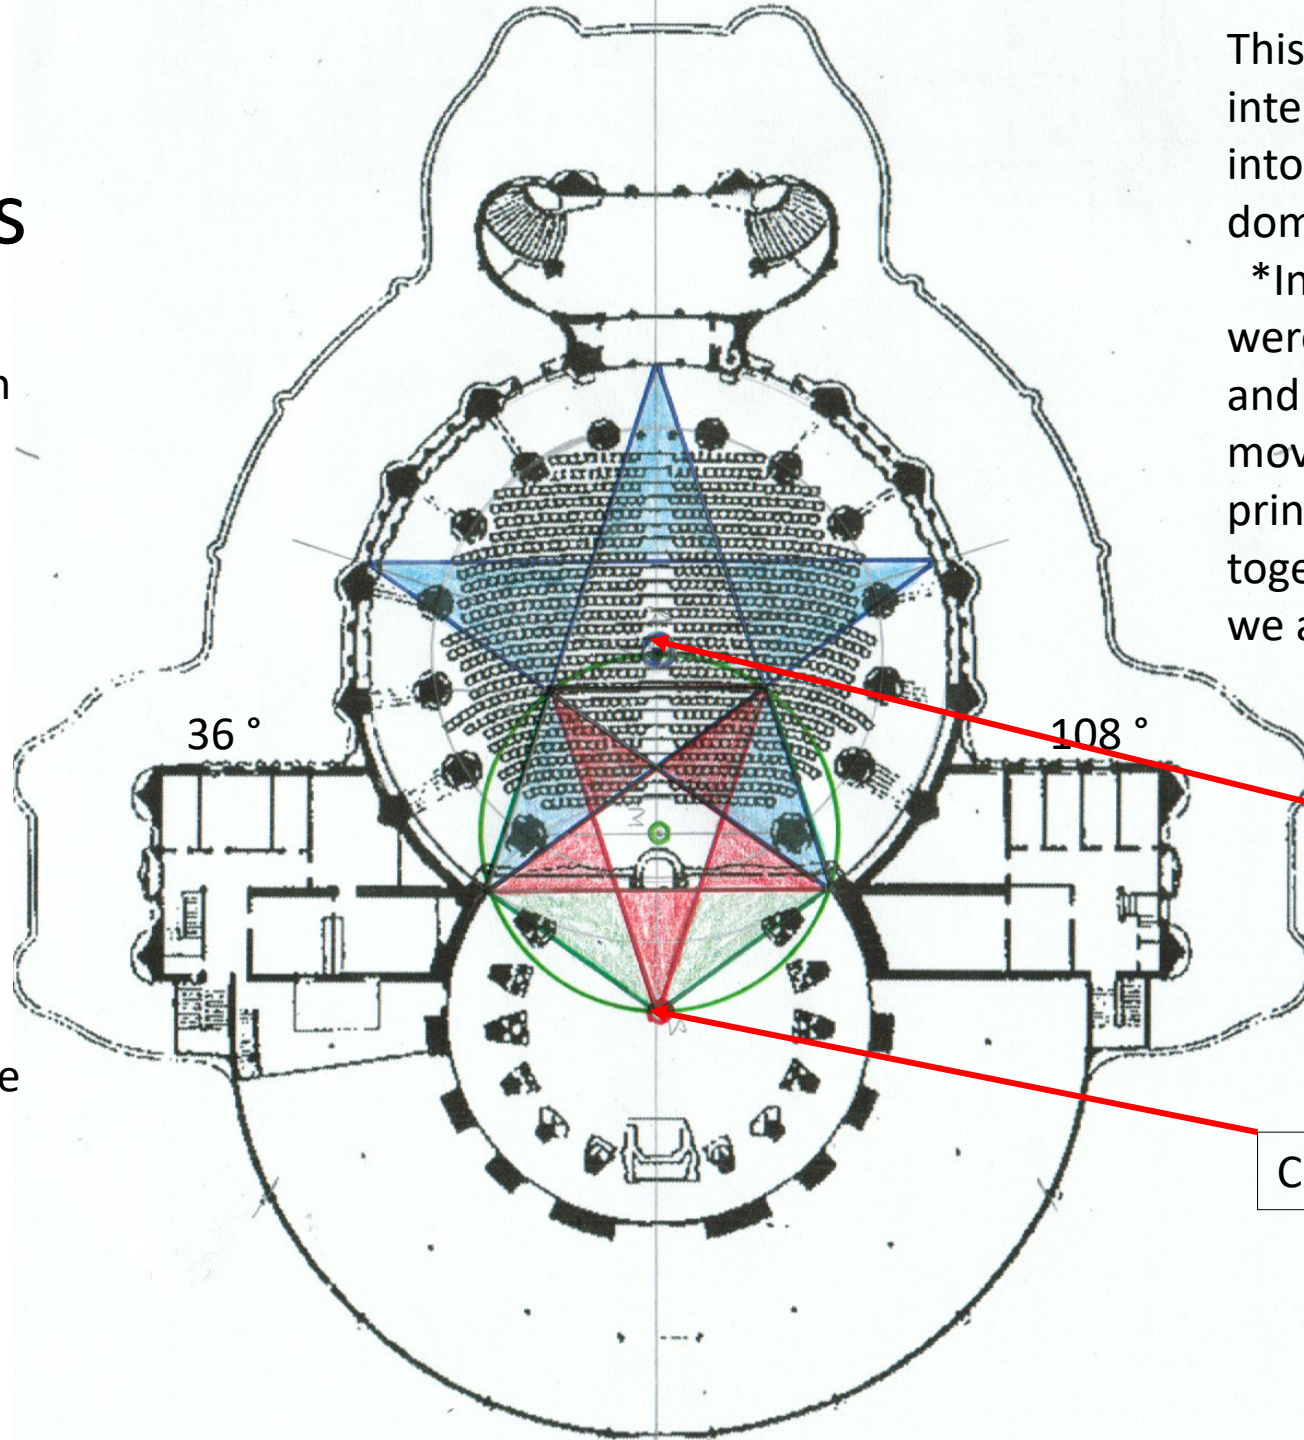 s
n
e
This
inte
into
dom
*In
were
and
mov
prin
toge
we a
36 °
108 °
M
C